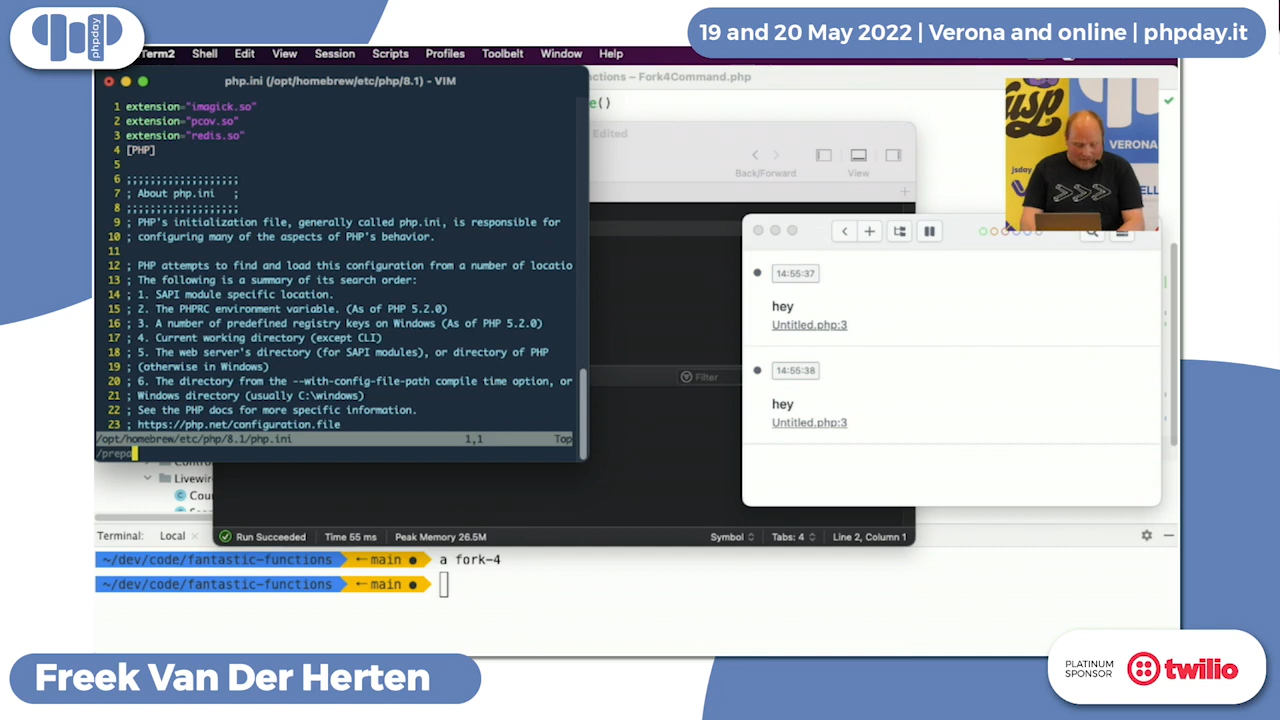 phpday
19 and 20 May 2022 | Verona and online | phpday.it
Term2 Shell Edit View Session Scripts Profiles Toolbelt Window Help
php.ini (/opt/homebrew/etc/php/8.1) - VIM
1 extension="imagick.so"
2 extension="pcov.so"
3 extension="redis.so"
4 [PHP]
5
6 ;;;;;;;;;;;;;;;;;;;
7 ; About php.ini   ;
8 ;;;;;;;;;;;;;;;;;;;
9 ; PHP's initialization file, generally called php.ini, is responsible for
10 ; configuring many of the aspects of PHP's behavior.
11
12 ; PHP attempts to find and load this configuration from a number of locatio
13 ; The following is a summary of its search order:
14 ; 1. SAPI module specific location.
15 ; 2. The PHPRC environment variable. (As of PHP 5.2.0)
16 ; 3. A number of predefined registry keys on Windows (As of PHP 5.2.0)
17 ; 4. Current working directory (except CLI)
18 ; 5. The web server's directory (for SAPI modules), or directory of PHP
19 ; (otherwise in Windows)
20 ; 6. The directory from the --with-config-file-path compile time option, or
21 ; Windows directory (usually C:\windows)
22 ; See the PHP docs for more specific information.
23 ; https://php.net/configuration.file
/opt/homebrew/etc/php/8.1/php.ini 1,1 Top
/prepa
nctions – Fork4Command.php
e()
Edited
Back/Forward View
Filter
14:55:37
hey
Untitled.php:3
14:55:38
hey
Untitled.php:3
VERONA
jsday
Livewir
Cou
Run Succeeded Time 55 ms Peak Memory 26.5M Symbol Tabs: 4 Line 2, Column 1
Terminal: Local
~/dev/code/fantastic-functions main a fork-4
~/dev/code/fantastic-functions main
Freek Van Der Herten
PLATINUM
SPONSOR
twilio